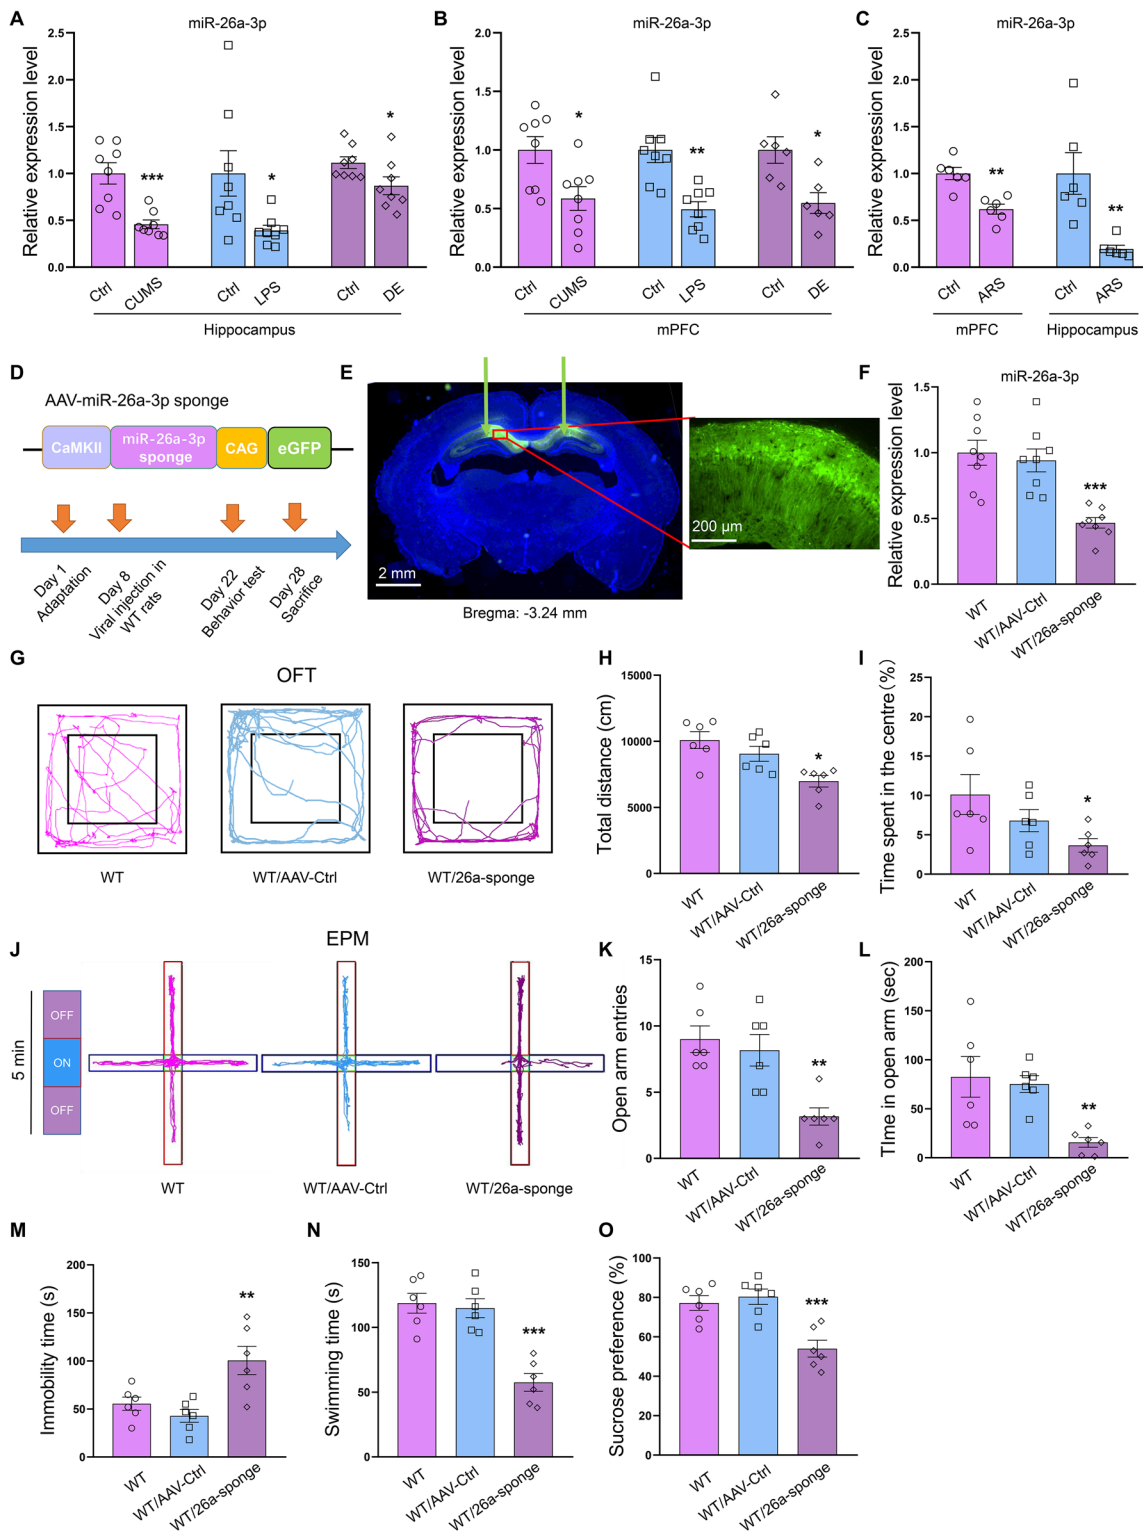 A
miR-26a-3p
Relative expression level
2.5
2.0
1.5
1.0
0.5
0.0
***
*
*
Ctrl
CUMS
Ctrl
LPS
Ctrl
DE
Hippocampus
B
miR-26a-3p
Relative expression level
2.0
1.5
1.0
0.5
0.0
*
**
*
Ctrl
CUMS
Ctrl
LPS
Ctrl
DE
mPFC
C
miR-26a-3p
Relative expression level
2.5
2.0
1.5
1.0
0.5
0.0
**
**
Ctrl
ARS
Ctrl
ARS
mPFC
Hippocampus
D
AAV-miR-26a-3p sponge
CaMKII
miR-26a-3p
sponge
CAG
eGFP
Day 1
Adaptation
Day 8
Viral injection in
WT rats
Day 22
Behavior test
Day 28
Sacrifice
E
2 mm
200 μm
Bregma: -3.24 mm
F
miR-26a-3p
Relative expression level
1.5
1.0
0.5
0.0
***
WT
WT/AAV-Ctrl
WT/26a-sponge
G
OFT
WT
WT/AAV-Ctrl
WT/26a-sponge
H
Total distance (cm)
15000
10000
5000
0
*
WT
WT/AAV-Ctrl
WT/26a-sponge
I
Time spent in the centre(%)
25
20
15
10
5
0
*
WT
WT/AAV-Ctrl
WT/26a-sponge
J
EPM
5 min
OFF
ON
OFF
WT
WT/AAV-Ctrl
WT/26a-sponge
K
Open arm entries
15
10
5
0
**
WT
WT/AAV-Ctrl
WT/26a-sponge
L
TIme in open arm (sec)
200
150
100
50
0
**
WT
WT/AAV-Ctrl
WT/26a-sponge
M
Immobility time (s)
200
150
100
50
0
**
WT
WT/AAV-Ctrl
WT/26a-sponge
N
Swimming time (s)
150
100
50
0
***
WT
WT/AAV-Ctrl
WT/26a-sponge
O
Sucrose preference (%)
100
80
60
40
20
0
***
WT
WT/AAV-Ctrl
WT/26a-sponge